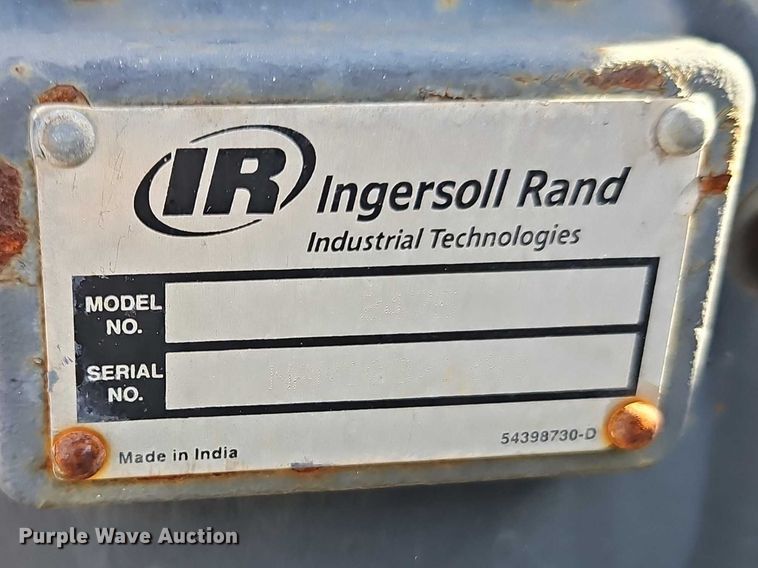 IR Ingersoll Rand
Industrial Technologies
MODEL NO.
SERIAL NO.
Made in India
54398730-D
Purple Wave Auction